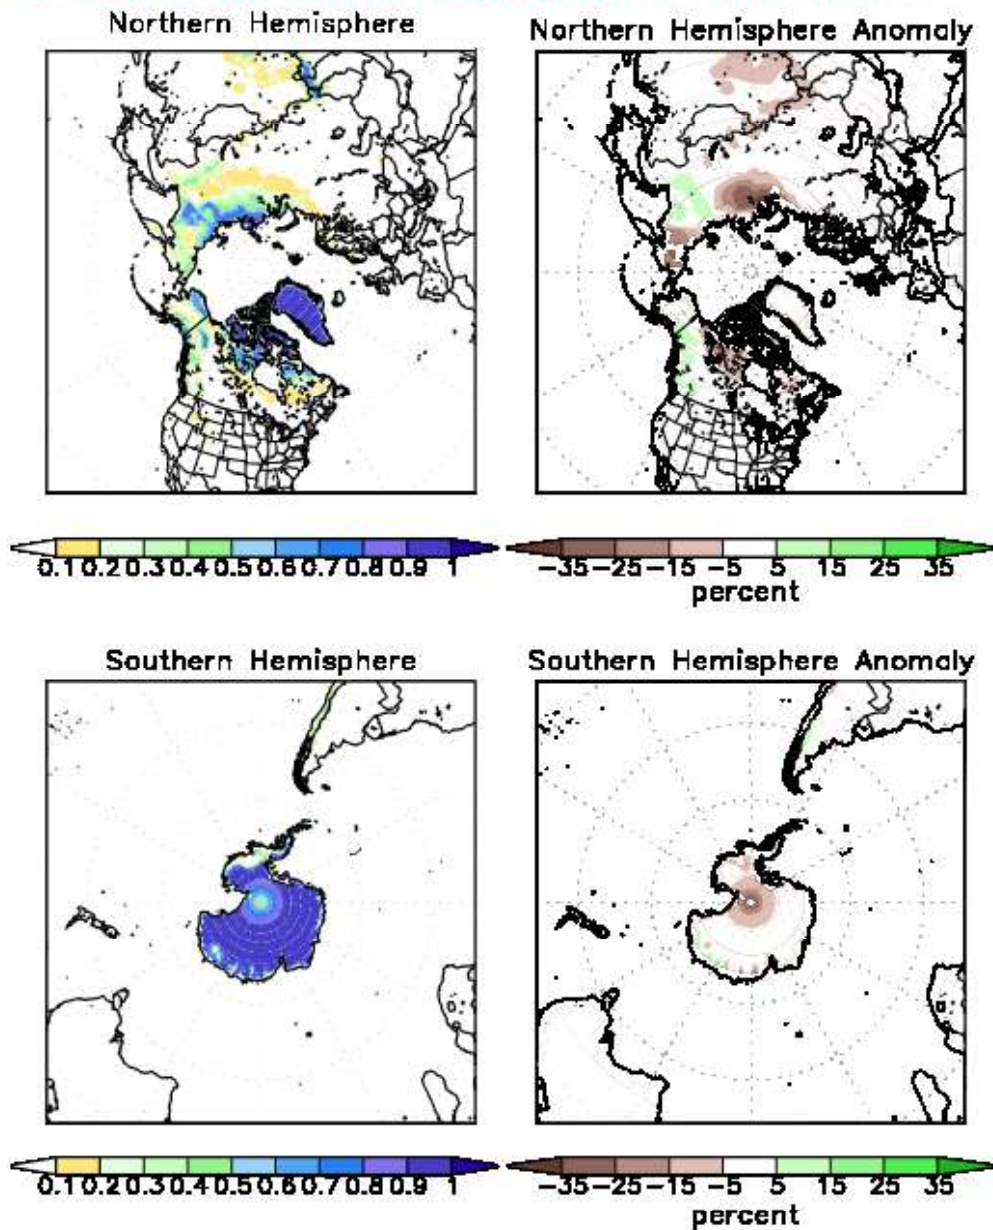 Northern Hemisphere
Northern Hemisphere Anomaly
0.1 0.2 0.3 0.4 0.5 0.6 0.7 0.8 0.9 1
-35 -25 -15 -5 5 15 25 35
percent
Southern Hemisphere
Southern Hemisphere Anomaly
0.1 0.2 0.3 0.4 0.5 0.6 0.7 0.8 0.9 1
-35 -25 -15 -5 5 15 25 35
percent